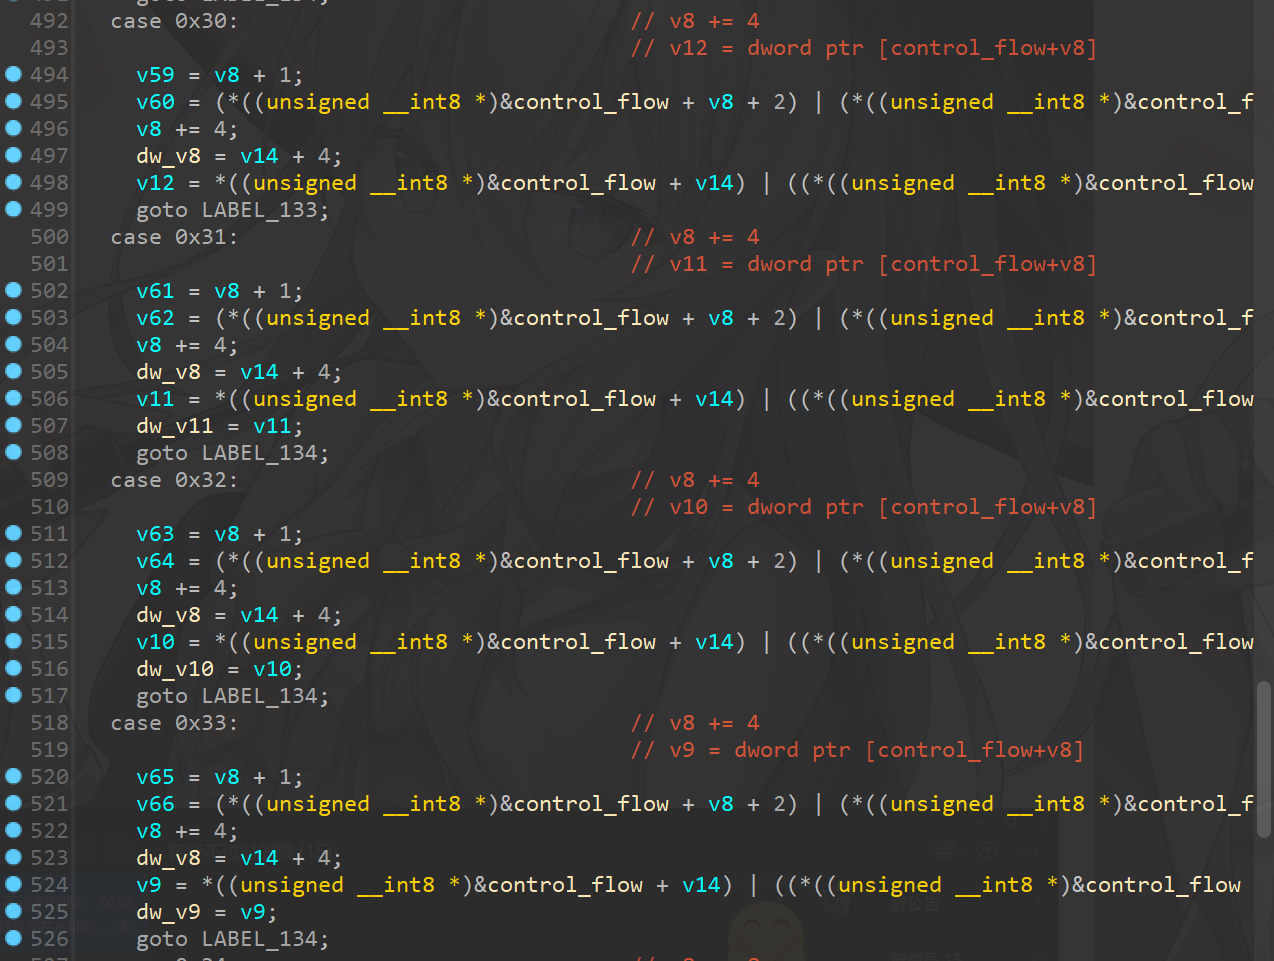 492 case 0x30: // v8 += 4
493 // v12 = dword ptr [control_flow+v8]
494 v59 = v8 + 1;
495 v60 = (*((unsigned __int8 *)&control_flow + v8 + 2) | (*((unsigned __int8 *)&control_f
496 v8 += 4;
497 dw_v8 = v14 + 4;
498 v12 = *((unsigned __int8 *)&control_flow + v14) | ((*((unsigned __int8 *)&control_flow
499 goto LABEL_133;
500 case 0x31: // v8 += 4
501 // v11 = dword ptr [control_flow+v8]
502 v61 = v8 + 1;
503 v62 = (*((unsigned __int8 *)&control_flow + v8 + 2) | (*((unsigned __int8 *)&control_f
504 v8 += 4;
505 dw_v8 = v14 + 4;
506 v11 = *((unsigned __int8 *)&control_flow + v14) | ((*((unsigned __int8 *)&control_flow
507 dw_v11 = v11;
508 goto LABEL_134;
509 case 0x32: // v8 += 4
510 // v10 = dword ptr [control_flow+v8]
511 v63 = v8 + 1;
512 v64 = (*((unsigned __int8 *)&control_flow + v8 + 2) | (*((unsigned __int8 *)&control_f
513 v8 += 4;
514 dw_v8 = v14 + 4;
515 v10 = *((unsigned __int8 *)&control_flow + v14) | ((*((unsigned __int8 *)&control_flow
516 dw_v10 = v10;
517 goto LABEL_134;
518 case 0x33: // v8 += 4
519 // v9 = dword ptr [control_flow+v8]
520 v65 = v8 + 1;
521 v66 = (*((unsigned __int8 *)&control_flow + v8 + 2) | (*((unsigned __int8 *)&control_f
522 v8 += 4;
523 dw_v8 = v14 + 4;
524 v9 = *((unsigned __int8 *)&control_flow + v14) | ((*((unsigned __int8 *)&control_flow
525 dw_v9 = v9;
526 goto LABEL_134;